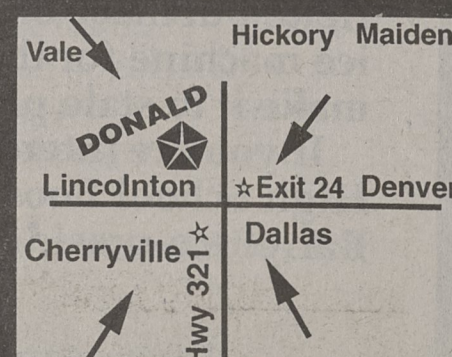 Hickory Maiden
Vale
DONALD
Lincolnton ☆Exit 24 Denver
Cherryville Dallas
Hwy 321☆